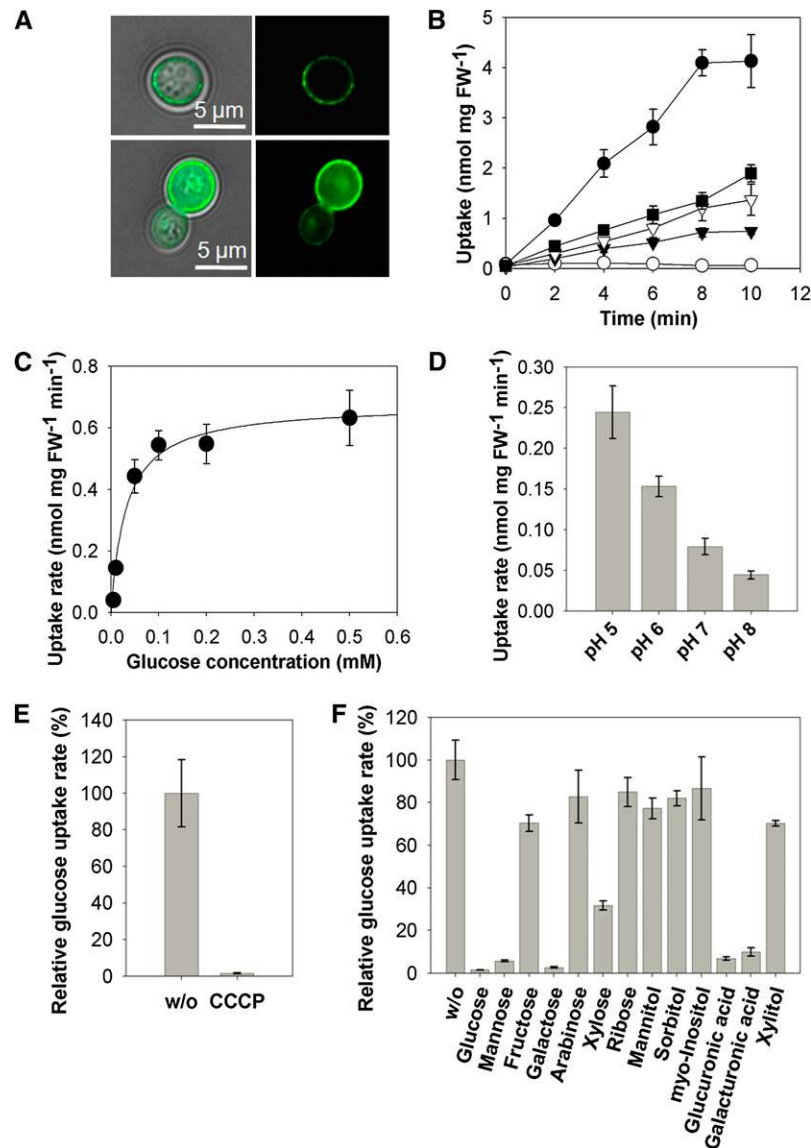 A
5 µm
5 µm
B
Uptake (nmol mg FW⁻¹)
5
4
3
2
1
0
0 2 4 6 8 10 12
Time (min)
C
Uptake rate (nmol mg FW⁻¹ min⁻¹)
0.8
0.6
0.4
0.2
0.0
0.0 0.1 0.2 0.3 0.4 0.5 0.6
Glucose concentration (mM)
D
Uptake rate (nmol mg FW⁻¹ min⁻¹)
0.30
0.25
0.20
0.15
0.10
0.05
0.00
pH 5 pH 6 pH 7 pH 8
E
Relative glucose uptake rate (%)
140
120
100
80
60
40
20
0
w/o CCCP
F
Relative glucose uptake rate (%)
120
100
80
60
40
20
0
w/o
Glucose
Mannose
Fructose
Galactose
Arabinose
Xylose
Ribose
Mannitol
Sorbitol
myo-Inositol
Glucuronic acid
Galacturonic acid
Xylitol